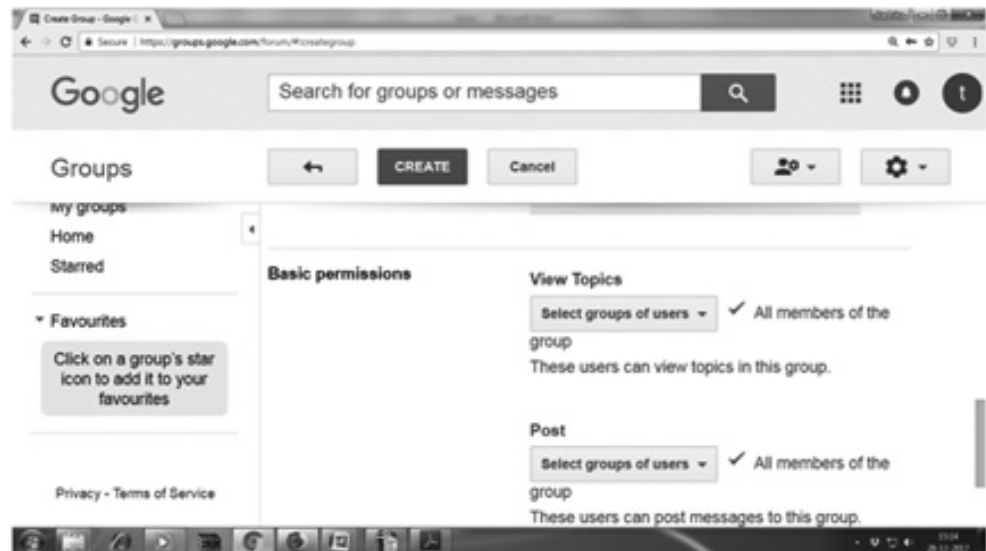 Create Group - Google
Secure | https://groups.google.com/forum/#!creategroup
Google
Search for groups or messages
t
Groups
CREATE
Cancel
My groups
Home
Starred
Favourites
Click on a group's star
icon to add it to your
favourites
Privacy - Terms of Service
Basic permissions
View Topics
Select groups of users
All members of the
group
These users can view topics in this group.
Post
Select groups of users
All members of the
group
These users can post messages to this group.
15:04